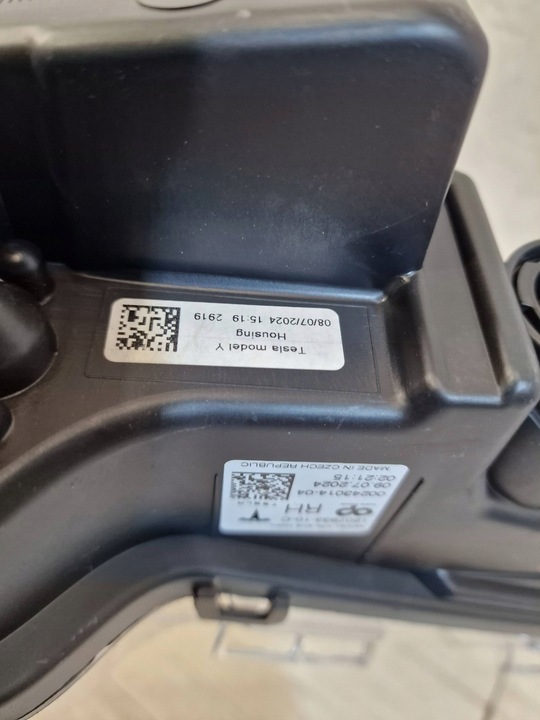 Tesla model Y
Housing
08/07/2024 15:19 2919
RH
00243014-04
09.07.2024
02:21:15
MADE IN CZECH REPUBLIC